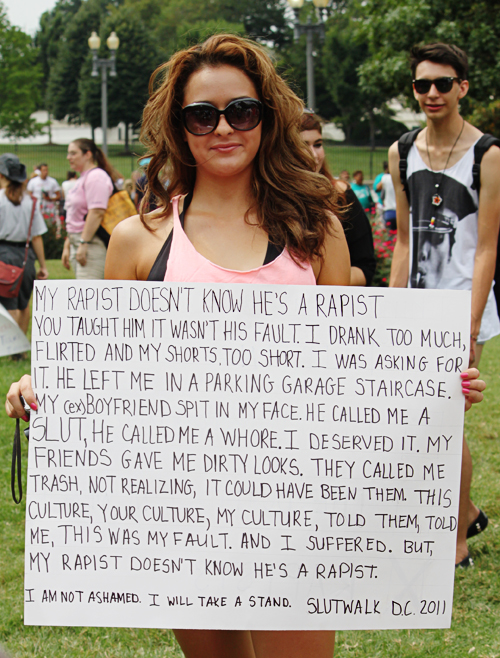 MY RAPIST DOESN'T KNOW HE'S A RAPIST
YOU TAUGHT HIM IT WASN'T HIS FAULT. I DRANK TOO MUCH,
FLIRTED AND MY SHORTS, TOO SHORT. I WAS ASKING FOR
IT. HE LEFT ME IN A PARKING GARAGE STAIRCASE.
MY (ex)BOYFRIEND SPIT IN MY FACE. HE CALLED ME A
SLUT, HE CALLED ME A WHORE. I DESERVED IT. MY
FRIENDS GAVE ME DIRTY LOOKS. THEY CALLED ME
TRASH, NOT REALIZING, IT COULD HAVE BEEN THEM. THIS
CULTURE, YOUR CULTURE, MY CULTURE, TOLD THEM, TOLD
ME, THIS WAS MY FAULT. AND I SUFFERED. BUT,
MY RAPIST DOESN'T KNOW HE'S A RAPIST.
I AM NOT ASHAMED. I WILL TAKE A STAND. SLUTWALK D.C. 2011